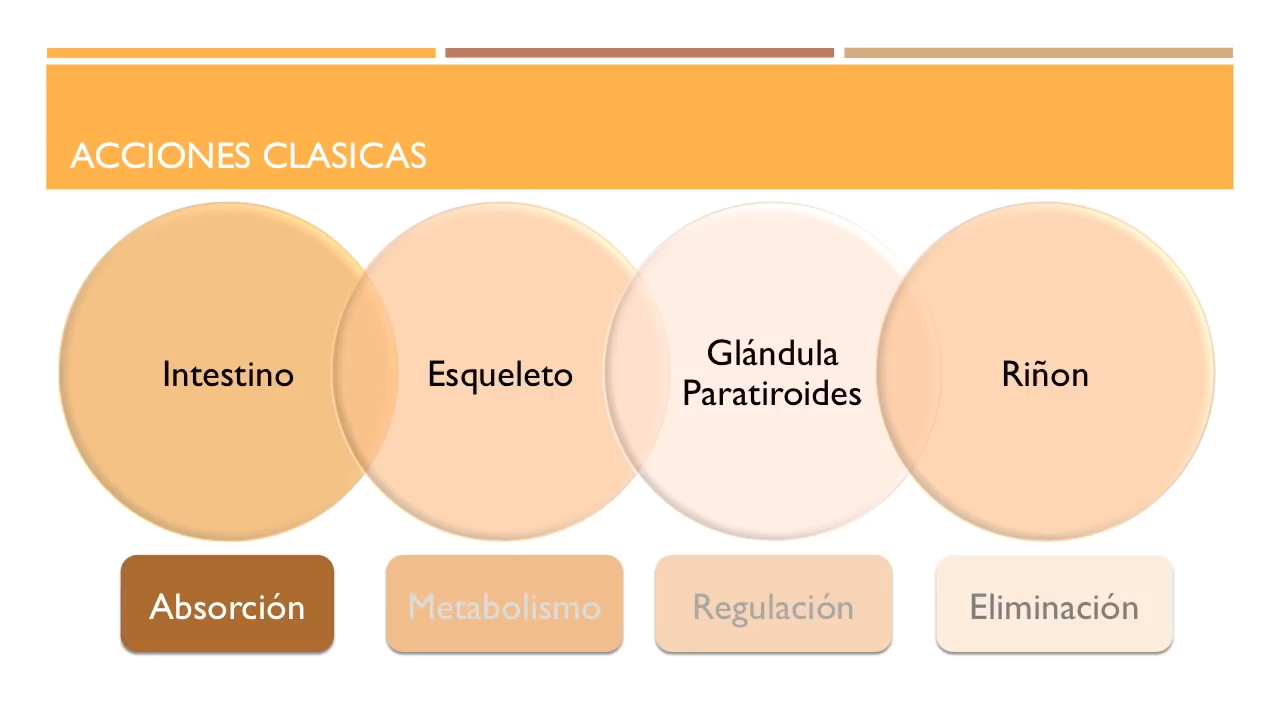 ACCIONES CLASICAS
Intestino
Esqueleto
Glándula
Paratiroides
Riñon
Absorción
Metabolismo
Regulación
Eliminación